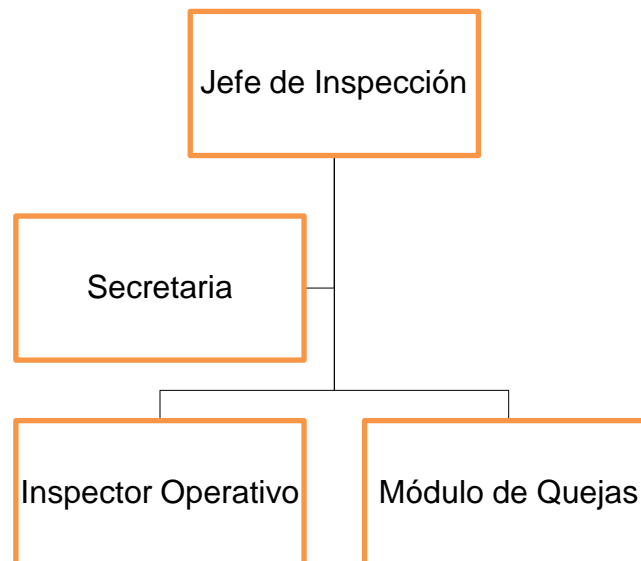 Jefe de Inspección
Secretaria
Inspector Operativo
Módulo de Quejas